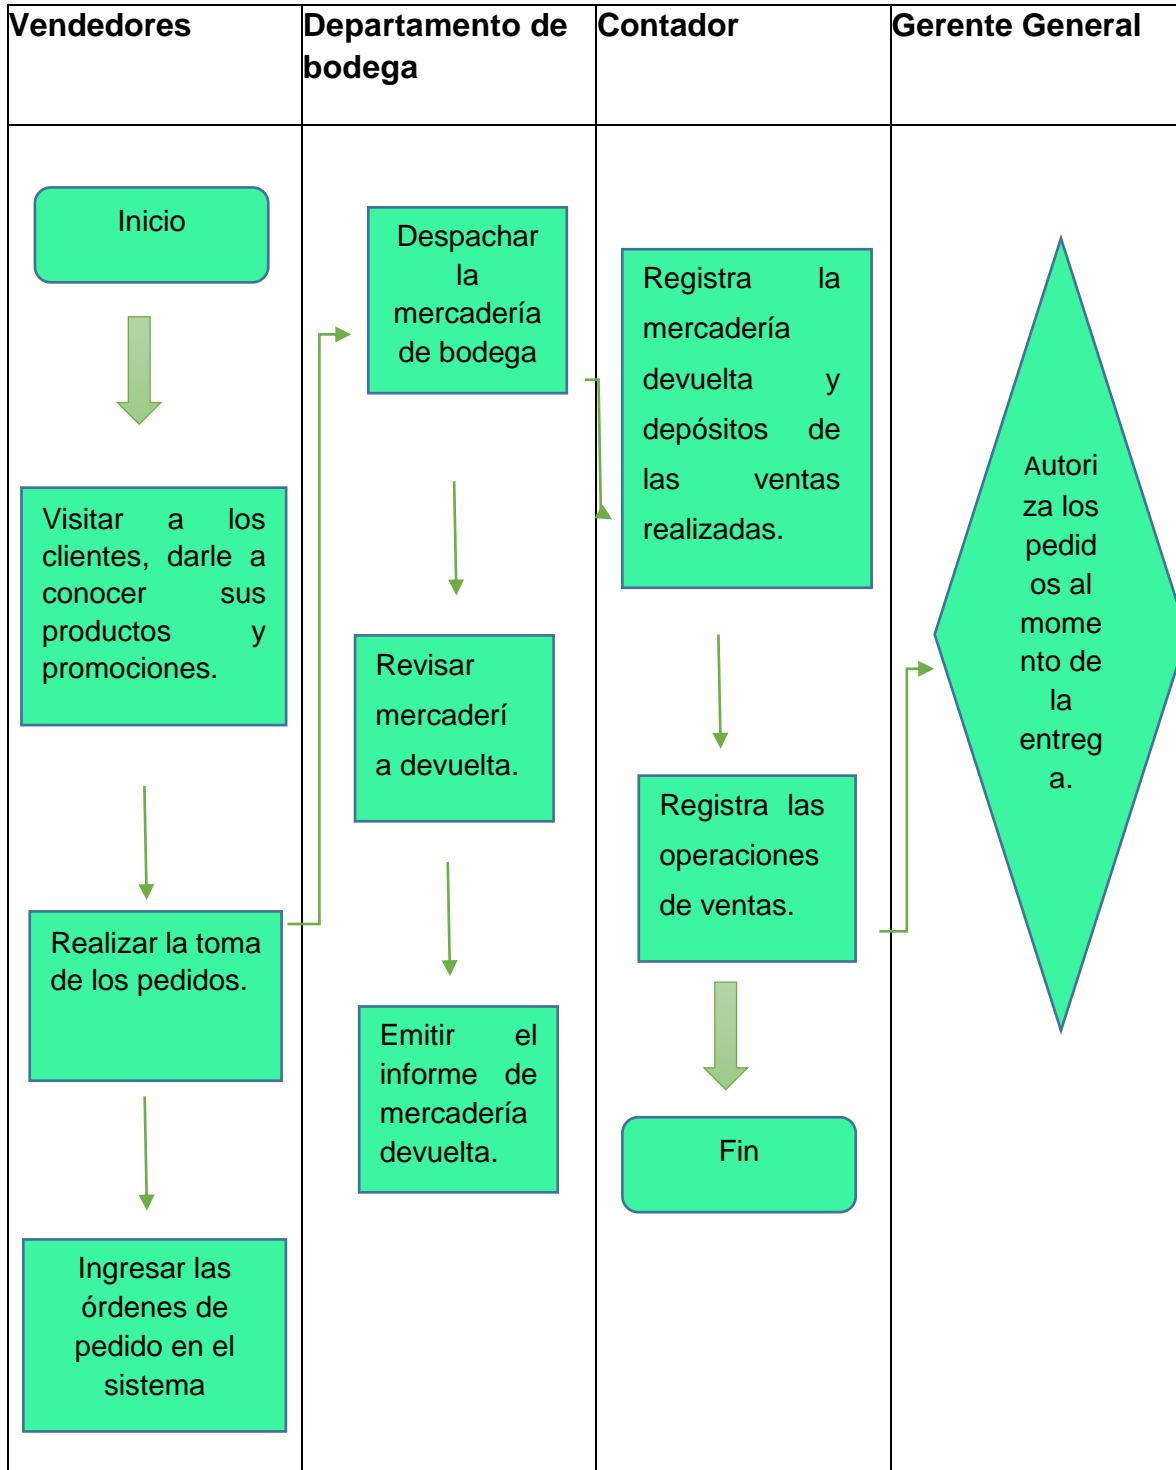 Vendedores
Departamento de
bodega
Contador
Gerente General
Inicio
Visitar a los
clientes, darle a
conocer sus
productos y
promociones.
Realizar la toma
de los pedidos.
Ingresar las
órdenes de
pedido en el
sistema
Despachar
la
mercadería
de bodega
Revisar
mercaderí
a devuelta.
Emitir el
informe de
mercadería
devuelta.
Registra la
mercadería
devuelta y
depósitos de
las ventas
realizadas.
Registra las
operaciones
de ventas.
Fin
Autori
za los
pedid
os al
mome
nto de
la
entreg
a.